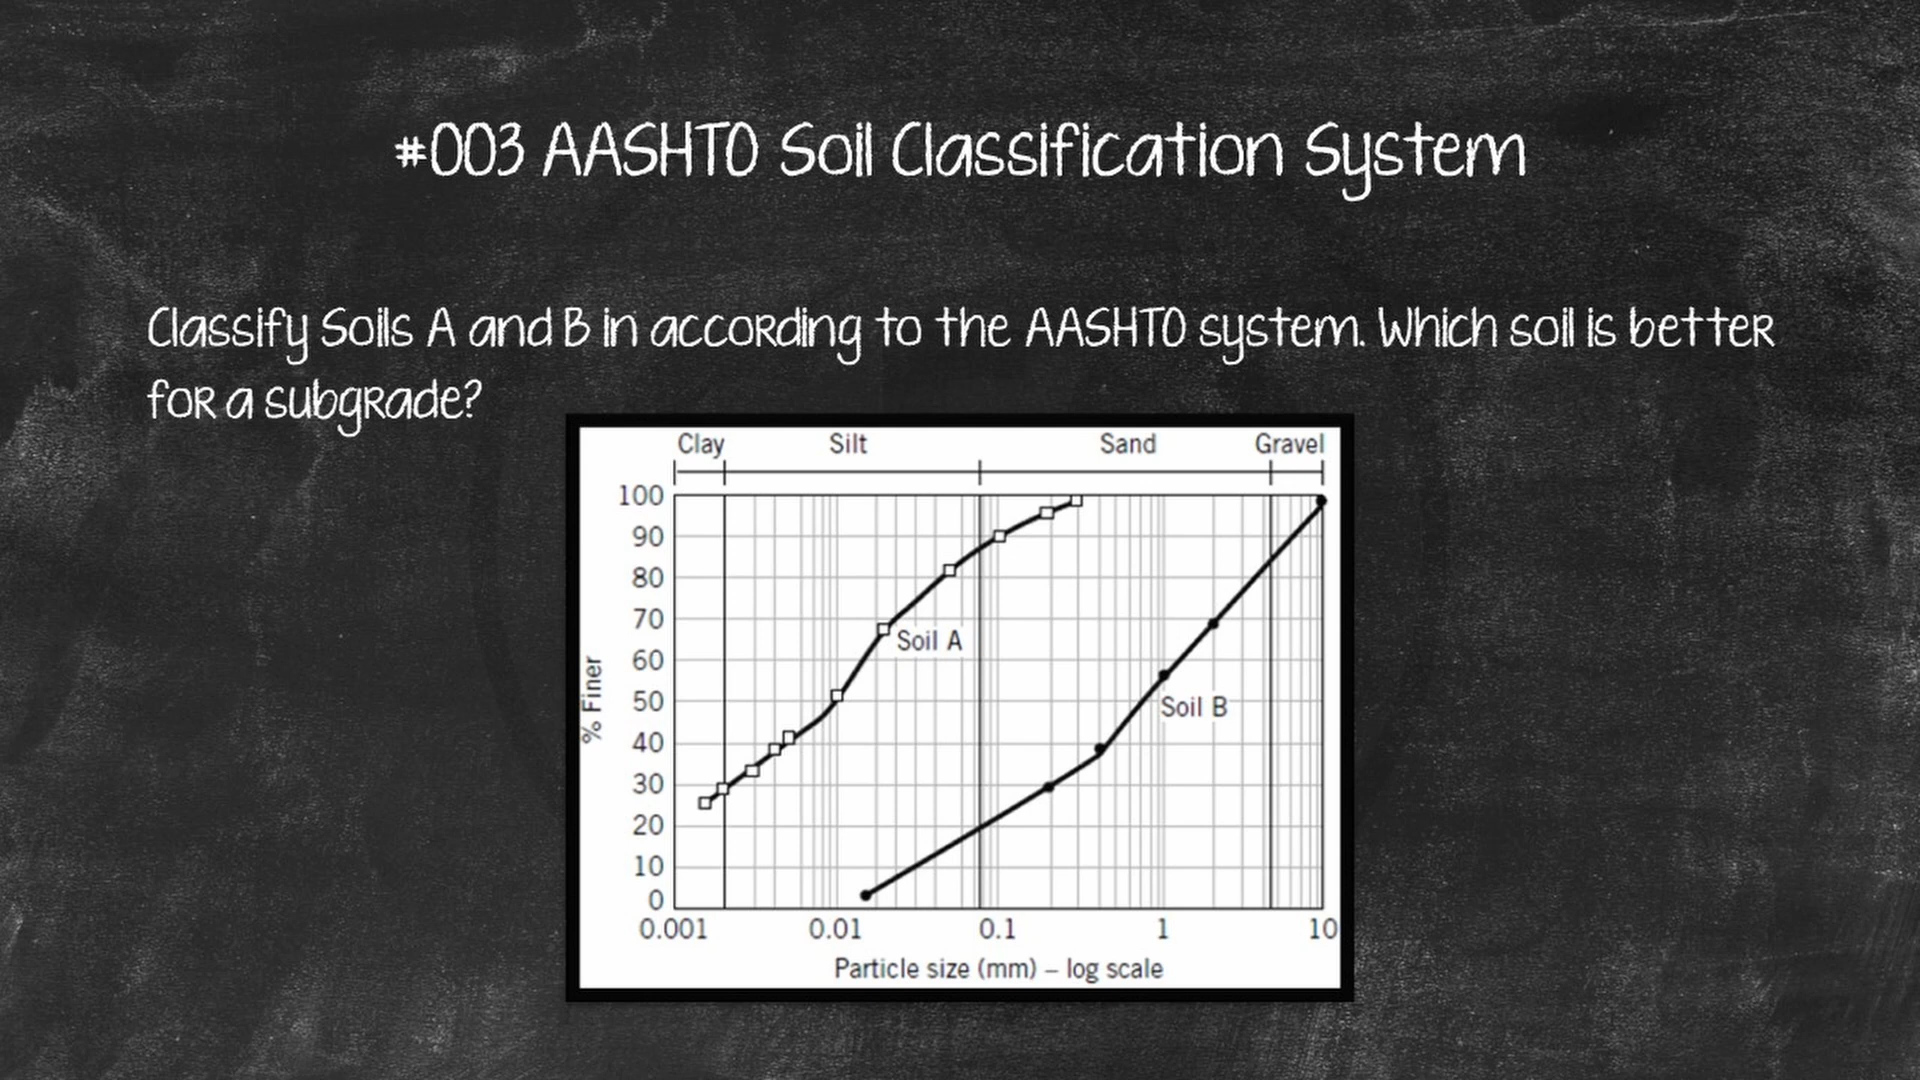 #003 AASHTO Soil Classification System
Classify Soils A and B in according to the AASHTO system. Which soil is better
for a subgrade?
Clay Silt Sand Gravel
100
90
80
70
60
50
40
30
20
10
0
% Finer
Soil A
Soil B
0.001 0.01 0.1 1 10
Particle size (mm) – log scale